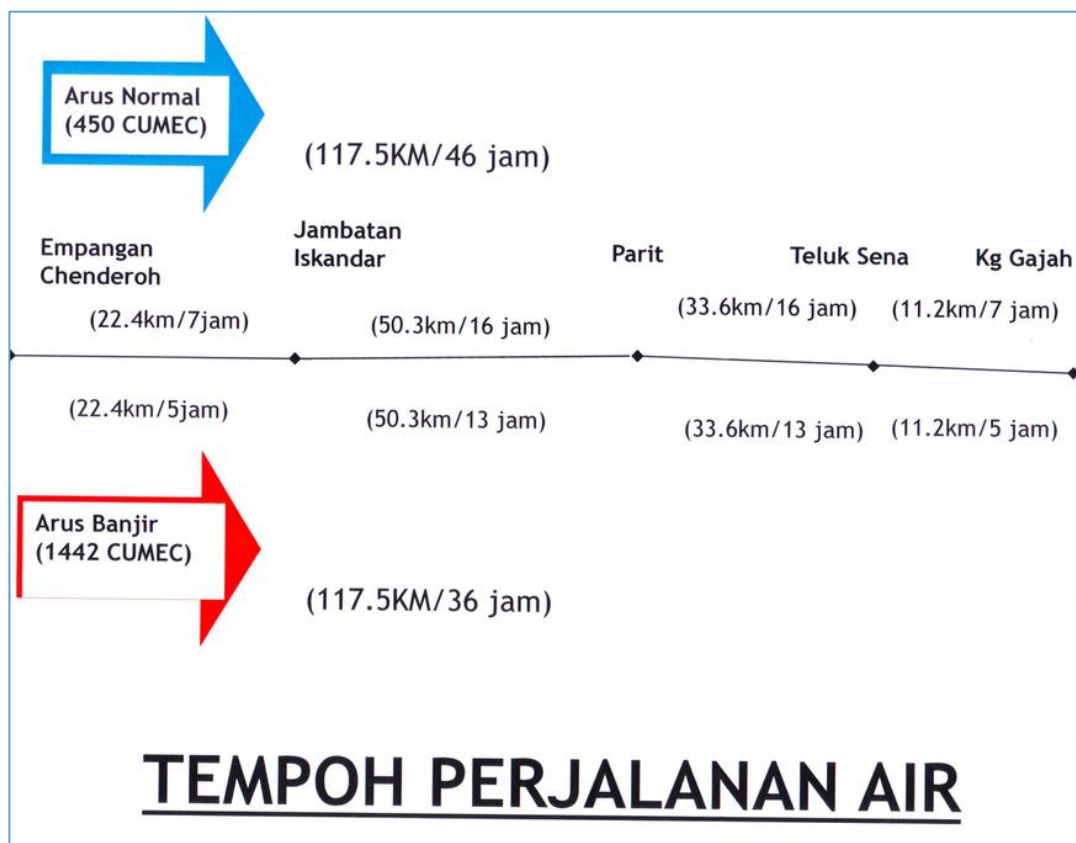 Arus Normal
(450 CUMEC)
(117.5KM/46 jam)
Empangan
Chenderoh
Jambatan
Iskandar
Parit
Teluk Sena
Kg Gajah
(22.4km/7jam)
(50.3km/16 jam)
(33.6km/16 jam)
(11.2km/7 jam)
(22.4km/5jam)
(50.3km/13 jam)
(33.6km/13 jam)
(11.2km/5 jam)
Arus Banjir
(1442 CUMEC)
(117.5KM/36 jam)
TEMPOH PERJALANAN AIR